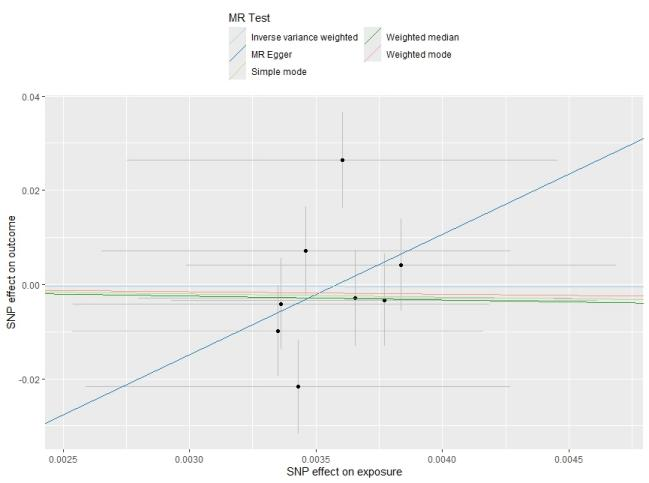 MR Test
Inverse variance weighted
Weighted median
MR Egger
Weighted mode
Simple mode
0.04
0.02
0.00
-0.02
SNP effect on outcome
0.0025
0.0030
0.0035
0.0040
0.0045
SNP effect on exposure